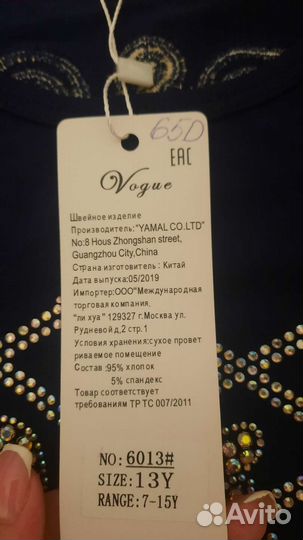 650
EAC
Vogue
Швейное изделие
Производитель:"YAMAL CO.LTD"
No:8 Hous Zhongshan street,
Guangzhou City,China
Страна изготовитель : Китай
Дата выпуска:05/2019
Импортер:ООО"Международная
торговая компания,
"ли хуа" 129327 г.Москва ул.
Рудневой д,2 стр.1
Условия хранения:сухое провет
риваемое помещение
Состав :95% хлопок
5% спандекс
Товар соответствует
требованиям ТР ТС 007/2011
NO: 6013#
SIZE: 13Y
RANGE: 7-15Y
Avito